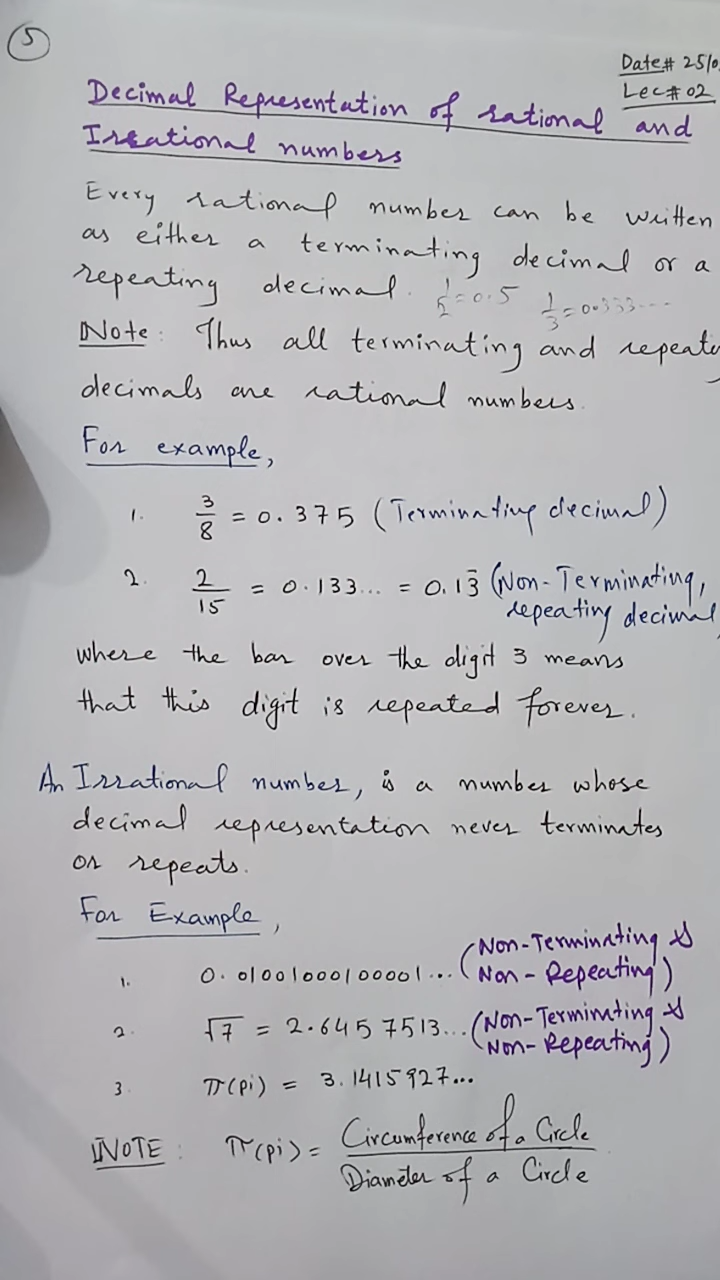 5
Date# 25/0
Lec# 02
Decimal Representation of rational and
Irrational numbers
Every rational number can be written
as either a terminating decimal or a
repeating decimal. 1/2 = 0.5 1/3 = 0.333...
Note: Thus all terminating and repeatin
decimals are rational numbers.
For example,
1. 3/8 = 0.375 (Terminating decimal)
2. 2/15 = 0.133... = 0.13̄ (Non-Terminating,
repeating decimal)
where the bar over the digit 3 means
that this digit is repeated forever.
An Irrational number, is a number whose
decimal representation never terminates
or repeats.
For Example,
1. 0.01001000100001... (Non-Terminating &
Non-Repeating)
2. √7 = 2.6457513... (Non-Terminating &
Non-Repeating)
3. π(pi) = 3.1415927...
NOTE: π(pi) = Circumference of a Circle
Diameter of a Circle